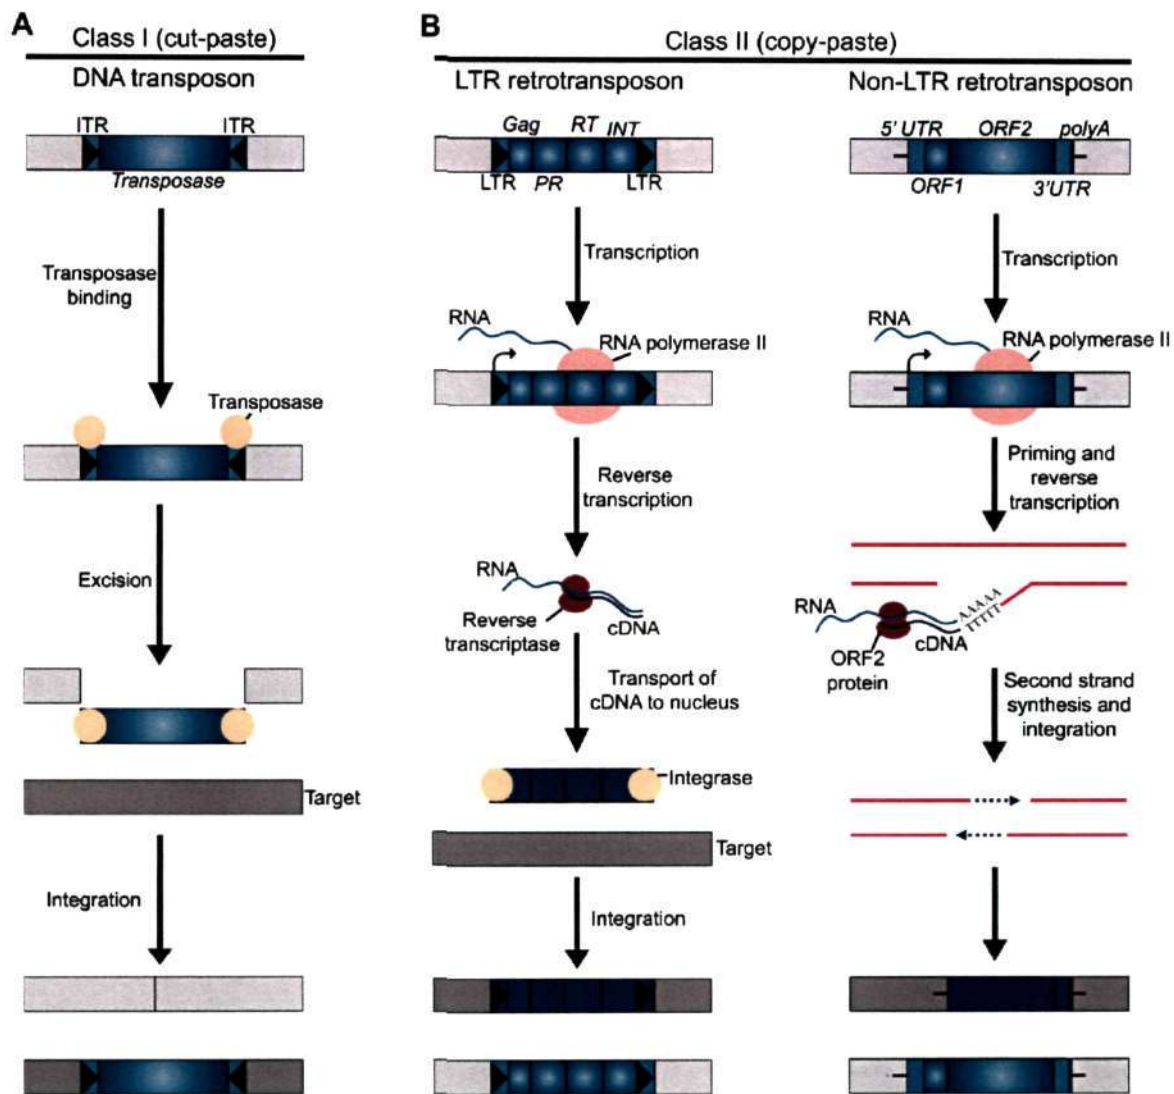 A
Class I (cut-paste)
DNA transposon
ITR
ITR
Transposase
Transposase
binding
Transposase
Excision
Target
Integration
B
Class II (copy-paste)
LTR retrotransposon
Gag
RT
INT
LTR
PR
LTR
Transcription
RNA
RNA polymerase II
Reverse
transcription
RNA
Reverse
transcriptase
cDNA
Transport of
cDNA to nucleus
Integrase
Target
Integration
Non-LTR retrotransposon
5' UTR
ORF2
polyA
ORF1
3'UTR
Transcription
RNA
RNA polymerase II
Priming and
reverse
transcription
RNA
AAAAA
TTTTT
cDNA
ORF2
protein
Second strand
synthesis and
integration